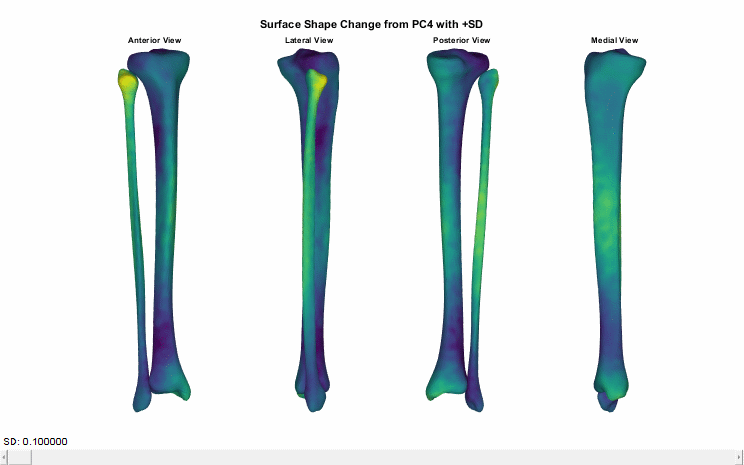 Surface Shape Change from PC4 with +SD
Anterior View
Lateral View
Posterior View
Medial View
SD: 0.100000